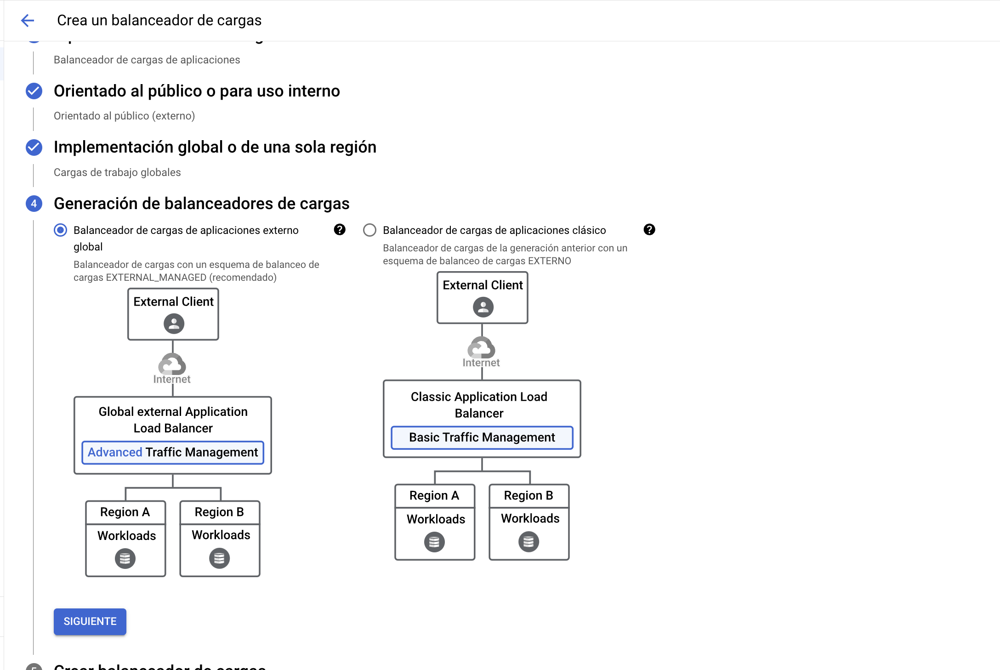 Crea un balanceador de cargas
Balanceador de cargas de aplicaciones
Orientado al público o para uso interno
Orientado al público (externo)
Implementación global o de una sola región
Cargas de trabajo globales
4 Generación de balanceadores de cargas
Balanceador de cargas de aplicaciones externo
global
Balanceador de cargas con un esquema de balanceo de
cargas EXTERNAL_MANAGED (recomendado)
External Client
Internet
Global external Application
Load Balancer
Advanced Traffic Management
Region A
Workloads
Region B
Workloads
Balanceador de cargas de aplicaciones clásico
Balanceador de cargas de la generación anterior con un
esquema de balanceo de cargas EXTERNO
External Client
Internet
Classic Application Load
Balancer
Basic Traffic Management
Region A
Workloads
Region B
Workloads
SIGUIENTE
5 Crear balanceador de cargas